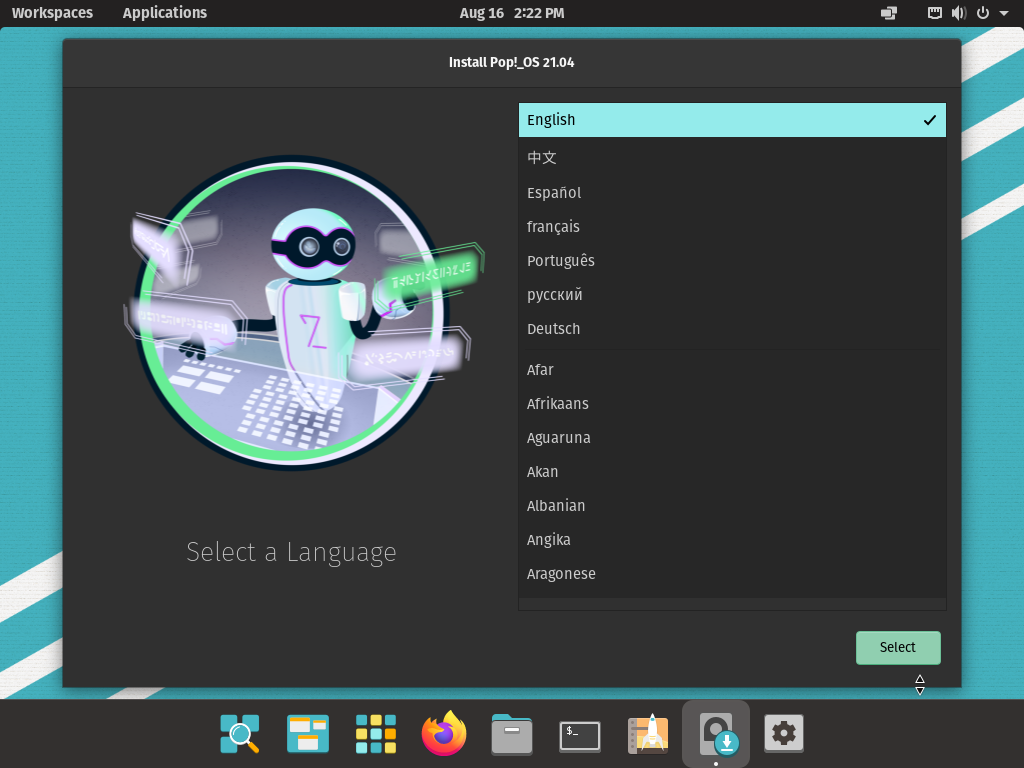 Workspaces Applications Aug 16 2:22 PM
Install Pop!_OS 21.04
English
中文
Español
français
Português
русский
Deutsch
Afar
Afrikaans
Aguaruna
Akan
Albanian
Angika
Aragonese
Select a Language
Select
$_